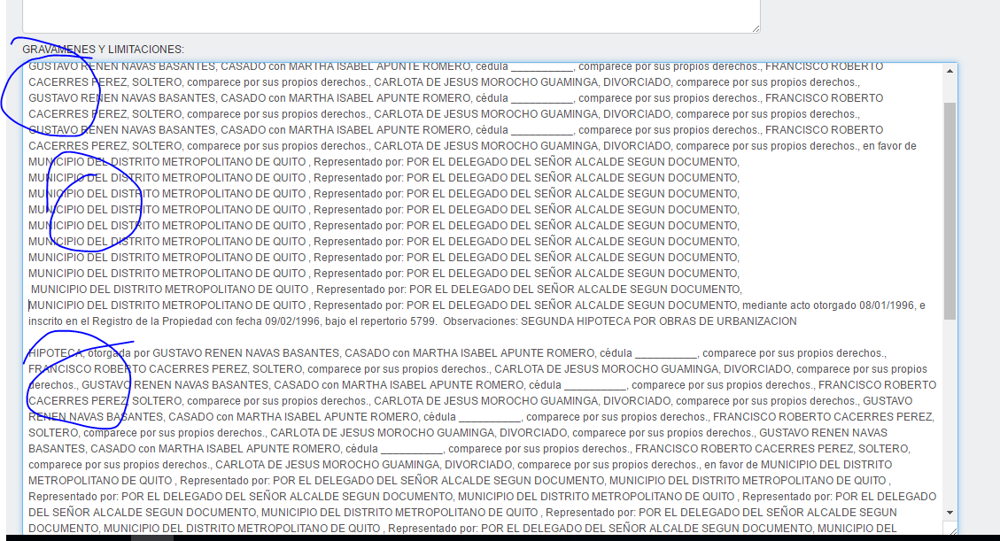 GRAVAMENES Y LIMITACIONES:
GUSTAVO RENEN NAVAS BASANTES, CASADO con MARTHA ISABEL APUNTE ROMERO, cédula __________, comparece por sus propios derechos., FRANCISCO ROBERTO
CACERRES PEREZ, SOLTERO, comparece por sus propios derechos., CARLOTA DE JESUS MOROCHO GUAMINGA, DIVORCIADO, comparece por sus propios derechos.,
GUSTAVO RENEN NAVAS BASANTES, CASADO con MARTHA ISABEL APUNTE ROMERO, cédula __________, comparece por sus propios derechos., FRANCISCO ROBERTO
CACERRES PEREZ, SOLTERO, comparece por sus propios derechos., CARLOTA DE JESUS MOROCHO GUAMINGA, DIVORCIADO, comparece por sus propios derechos.,
GUSTAVO RENEN NAVAS BASANTES, CASADO con MARTHA ISABEL APUNTE ROMERO, cédula __________, comparece por sus propios derechos., FRANCISCO ROBERTO
CACERRES PEREZ, SOLTERO, comparece por sus propios derechos., CARLOTA DE JESUS MOROCHO GUAMINGA, DIVORCIADO, comparece por sus propios derechos., en favor de
MUNICIPIO DEL DISTRITO METROPOLITANO DE QUITO , Representado por: POR EL DELEGADO DEL SEÑOR ALCALDE SEGUN DOCUMENTO,
MUNICIPIO DEL DISTRITO METROPOLITANO DE QUITO , Representado por: POR EL DELEGADO DEL SEÑOR ALCALDE SEGUN DOCUMENTO,
MUNICIPIO DEL DISTRITO METROPOLITANO DE QUITO , Representado por: POR EL DELEGADO DEL SEÑOR ALCALDE SEGUN DOCUMENTO,
MUNICIPIO DEL DISTRITO METROPOLITANO DE QUITO , Representado por: POR EL DELEGADO DEL SEÑOR ALCALDE SEGUN DOCUMENTO,
MUNICIPIO DEL DISTRITO METROPOLITANO DE QUITO , Representado por: POR EL DELEGADO DEL SEÑOR ALCALDE SEGUN DOCUMENTO,
MUNICIPIO DEL DISTRITO METROPOLITANO DE QUITO , Representado por: POR EL DELEGADO DEL SEÑOR ALCALDE SEGUN DOCUMENTO,
MUNICIPIO DEL DISTRITO METROPOLITANO DE QUITO , Representado por: POR EL DELEGADO DEL SEÑOR ALCALDE SEGUN DOCUMENTO,
MUNICIPIO DEL DISTRITO METROPOLITANO DE QUITO , Representado por: POR EL DELEGADO DEL SEÑOR ALCALDE SEGUN DOCUMENTO,
MUNICIPIO DEL DISTRITO METROPOLITANO DE QUITO , Representado por: POR EL DELEGADO DEL SEÑOR ALCALDE SEGUN DOCUMENTO,
MUNICIPIO DEL DISTRITO METROPOLITANO DE QUITO , Representado por: POR EL DELEGADO DEL SEÑOR ALCALDE SEGUN DOCUMENTO, mediante acto otorgado 08/01/1996, e
inscrito en el Registro de la Propiedad con fecha 09/02/1996, bajo el repertorio 5799. Observaciones: SEGUNDA HIPOTECA POR OBRAS DE URBANIZACION
HIPOTECA, otorgada por GUSTAVO RENEN NAVAS BASANTES, CASADO con MARTHA ISABEL APUNTE ROMERO, cédula __________, comparece por sus propios derechos.,
FRANCISCO ROBERTO CACERRES PEREZ, SOLTERO, comparece por sus propios derechos., CARLOTA DE JESUS MOROCHO GUAMINGA, DIVORCIADO, comparece por sus propios
derechos., GUSTAVO RENEN NAVAS BASANTES, CASADO con MARTHA ISABEL APUNTE ROMERO, cédula __________, comparece por sus propios derechos., FRANCISCO ROBERTO
CACERRES PEREZ, SOLTERO, comparece por sus propios derechos., CARLOTA DE JESUS MOROCHO GUAMINGA, DIVORCIADO, comparece por sus propios derechos., GUSTAVO
RENEN NAVAS BASANTES, CASADO con MARTHA ISABEL APUNTE ROMERO, cédula __________, comparece por sus propios derechos., FRANCISCO ROBERTO CACERRES PEREZ,
SOLTERO, comparece por sus propios derechos., CARLOTA DE JESUS MOROCHO GUAMINGA, DIVORCIADO, comparece por sus propios derechos., GUSTAVO RENEN NAVAS
BASANTES, CASADO con MARTHA ISABEL APUNTE ROMERO, cédula __________, comparece por sus propios derechos., FRANCISCO ROBERTO CACERRES PEREZ, SOLTERO,
comparece por sus propios derechos., CARLOTA DE JESUS MOROCHO GUAMINGA, DIVORCIADO, comparece por sus propios derechos., en favor de MUNICIPIO DEL DISTRITO
METROPOLITANO DE QUITO , Representado por: POR EL DELEGADO DEL SEÑOR ALCALDE SEGUN DOCUMENTO, MUNICIPIO DEL DISTRITO METROPOLITANO DE QUITO ,
Representado por: POR EL DELEGADO DEL SEÑOR ALCALDE SEGUN DOCUMENTO, MUNICIPIO DEL DISTRITO METROPOLITANO DE QUITO , Representado por: POR EL DELEGADO
DEL SEÑOR ALCALDE SEGUN DOCUMENTO, MUNICIPIO DEL DISTRITO METROPOLITANO DE QUITO , Representado por: POR EL DELEGADO DEL SEÑOR ALCALDE SEGUN
DOCUMENTO, MUNICIPIO DEL DISTRITO METROPOLITANO DE QUITO , Representado por: POR EL DELEGADO DEL SEÑOR ALCALDE SEGUN DOCUMENTO, MUNICIPIO DEL